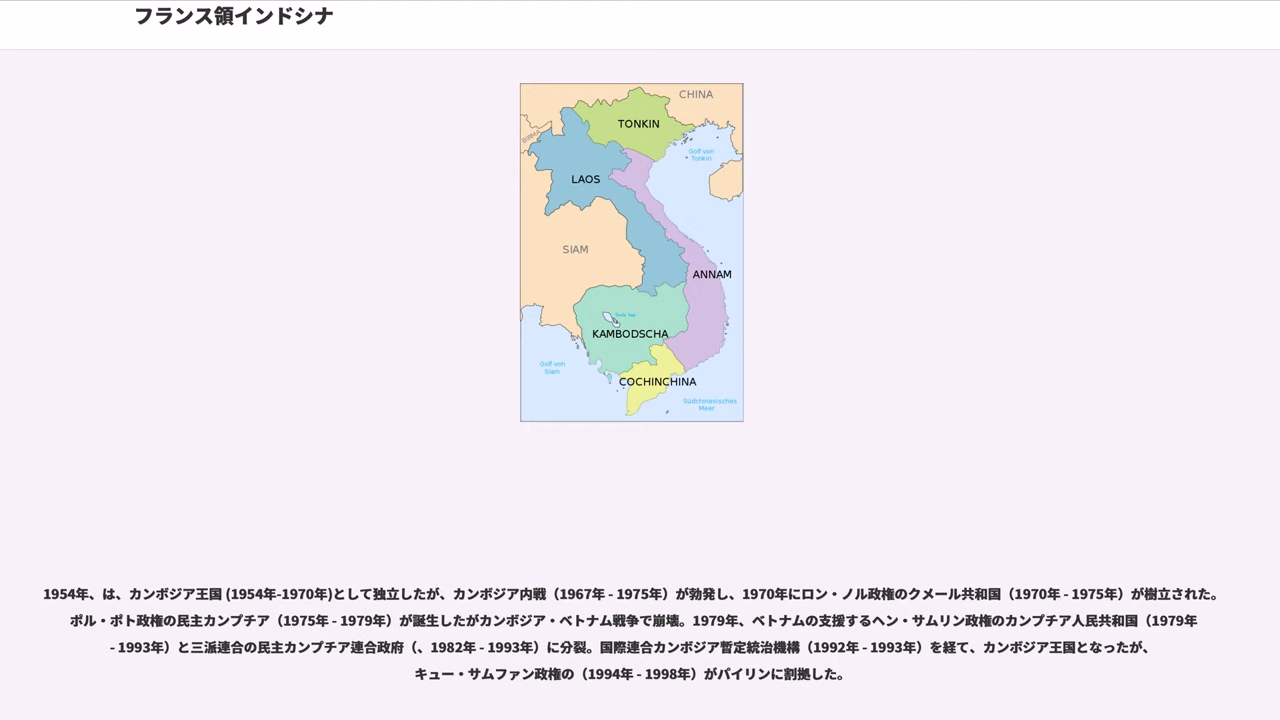 フランス領インドシナ
CHINA
TONKIN
BIRMA
Golf von
Tonkin
LAOS
SIAM
ANNAM
Tonle Sap
KAMBODSCHA
Golf von
Siam
COCHINCHINA
Südchinesisches
Meer
1954年、は、カンボジア王国 (1954年-1970年)として独立したが、カンボジア内戦（1967年 - 1975年）が勃発し、1970年にロン・ノル政権のクメール共和国（1970年 - 1975年）が樹立された。
ポル・ポト政権の民主カンプチア（1975年 - 1979年）が誕生したがカンボジア・ベトナム戦争で崩壊。1979年、ベトナムの支援するヘン・サムリン政権のカンプチア人民共和国（1979年
- 1993年）と三派連合の民主カンプチア連合政府（、1982年 - 1993年）に分裂。国際連合カンボジア暫定統治機構（1992年 - 1993年）を経て、カンボジア王国となったが、
キュー・サムファン政権の（1994年 - 1998年）がパイリンに割拠した。